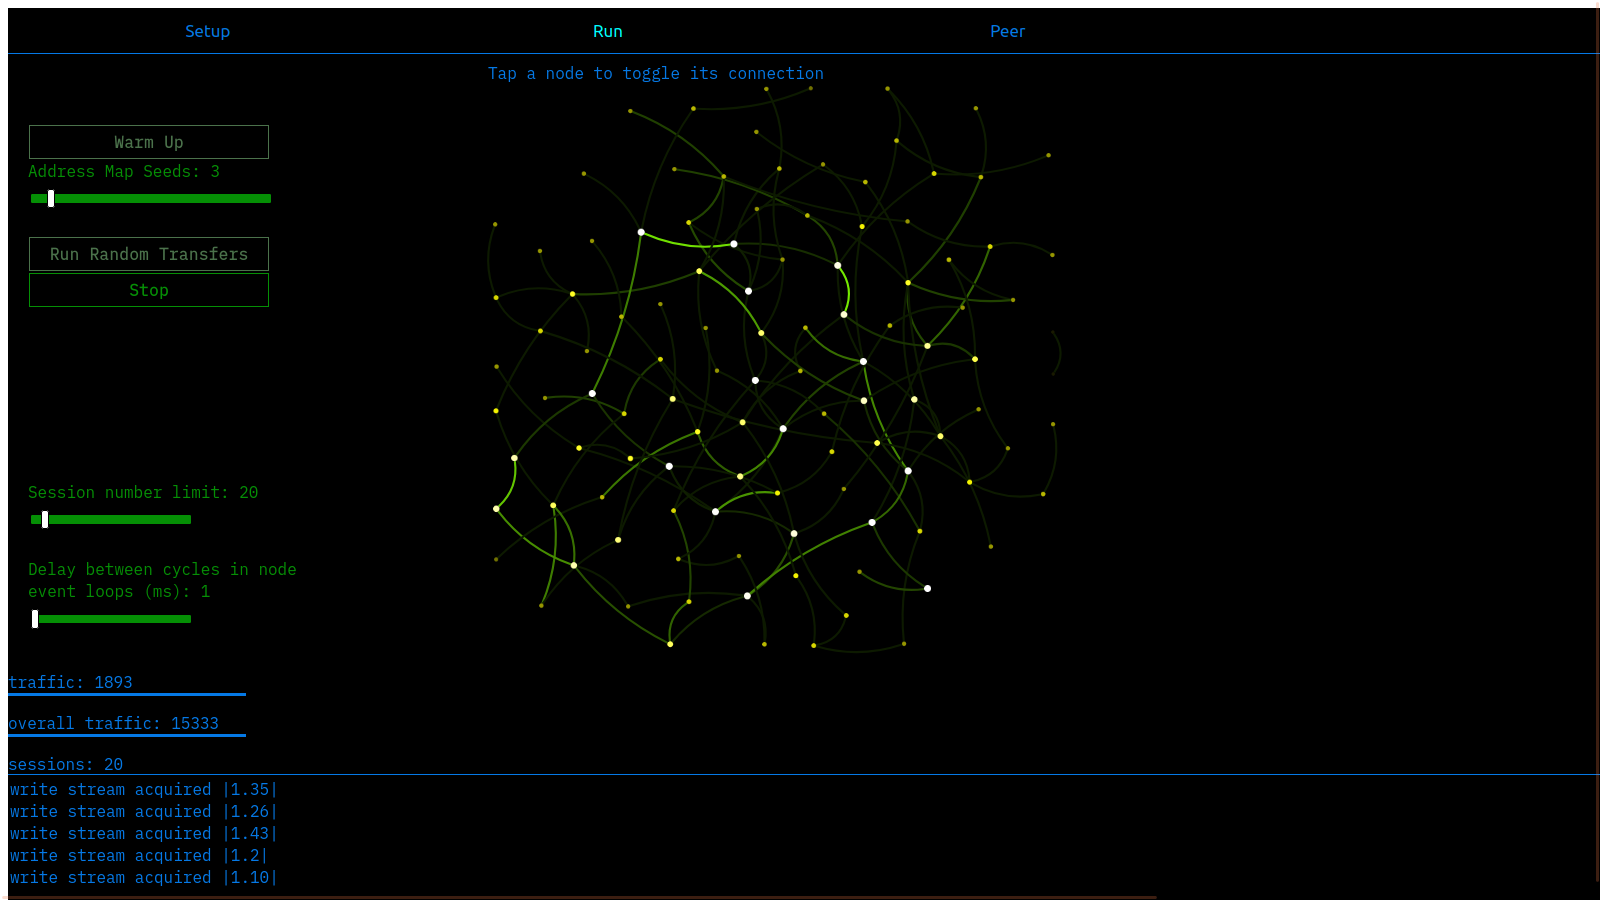 Setup Run Peer
Tap a node to toggle its connection
Warm Up
Address Map Seeds: 3
Run Random Transfers
Stop
Session number limit: 20
Delay between cycles in node
event loops (ms): 1
traffic: 1893
overall traffic: 15333
sessions: 20
write stream acquired |1.35|
write stream acquired |1.26|
write stream acquired |1.43|
write stream acquired |1.2|
write stream acquired |1.10|